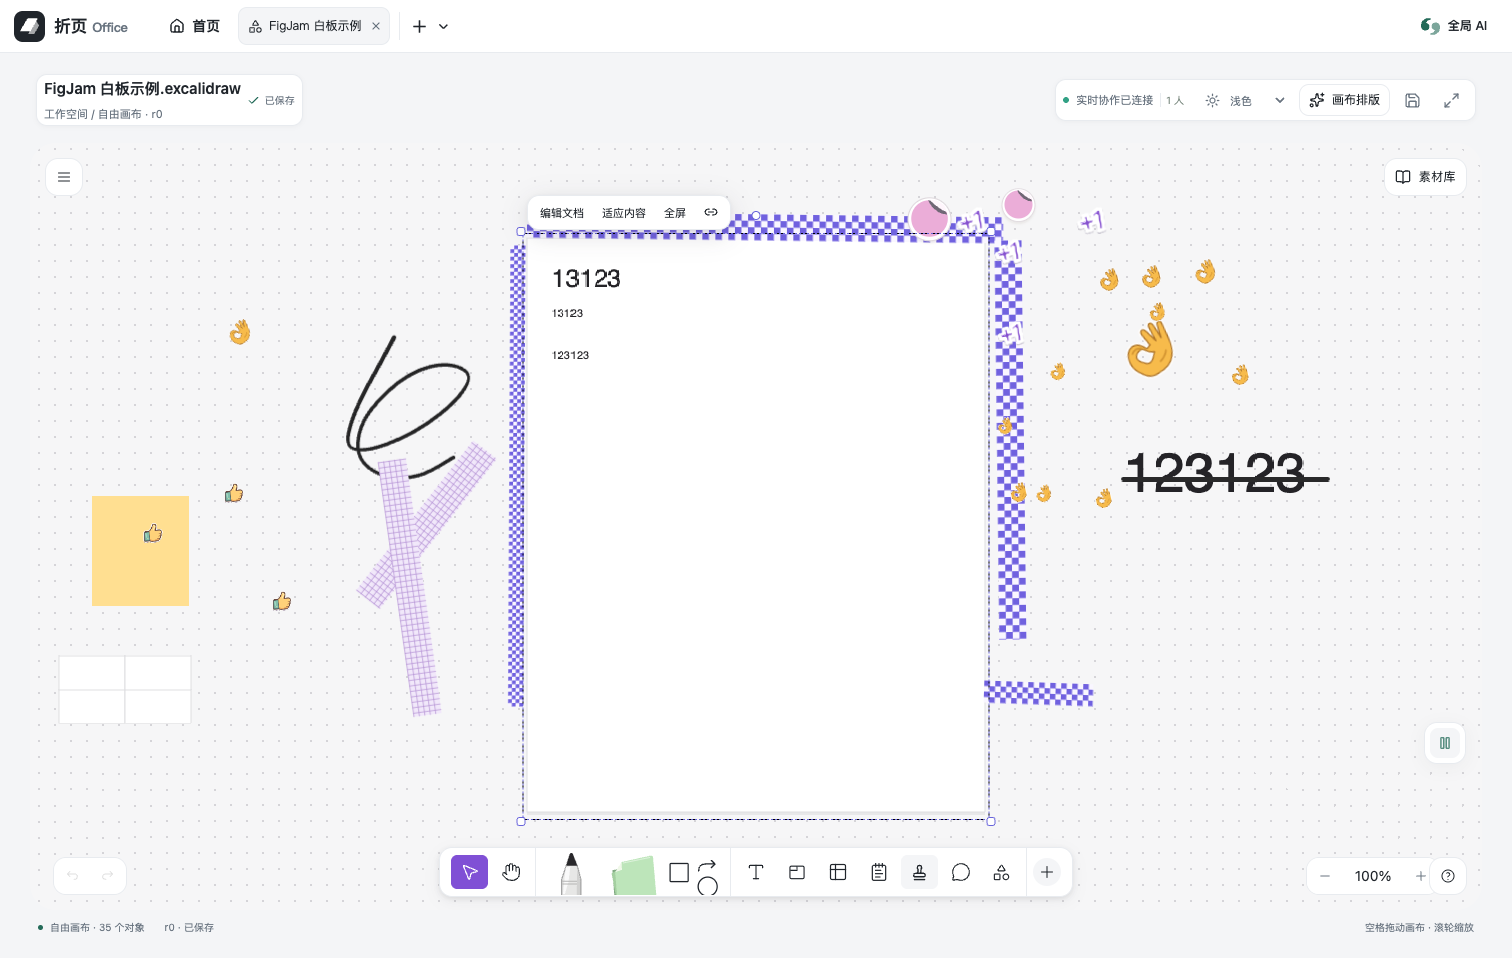 折页 Office
首页
FigJam 白板示例
全局 AI
FigJam 白板示例.excalidraw
已保存
工作空间 / 自由画布 · r0
实时协作已连接
1 人
浅色
画布排版
素材库
编辑文档
适应内容
全屏
+1
+1
+1
+1
13123
13123
123123
123123
100%
自由画布 · 35 个对象
r0 · 已保存
空格拖动画布 · 滚轮缩放